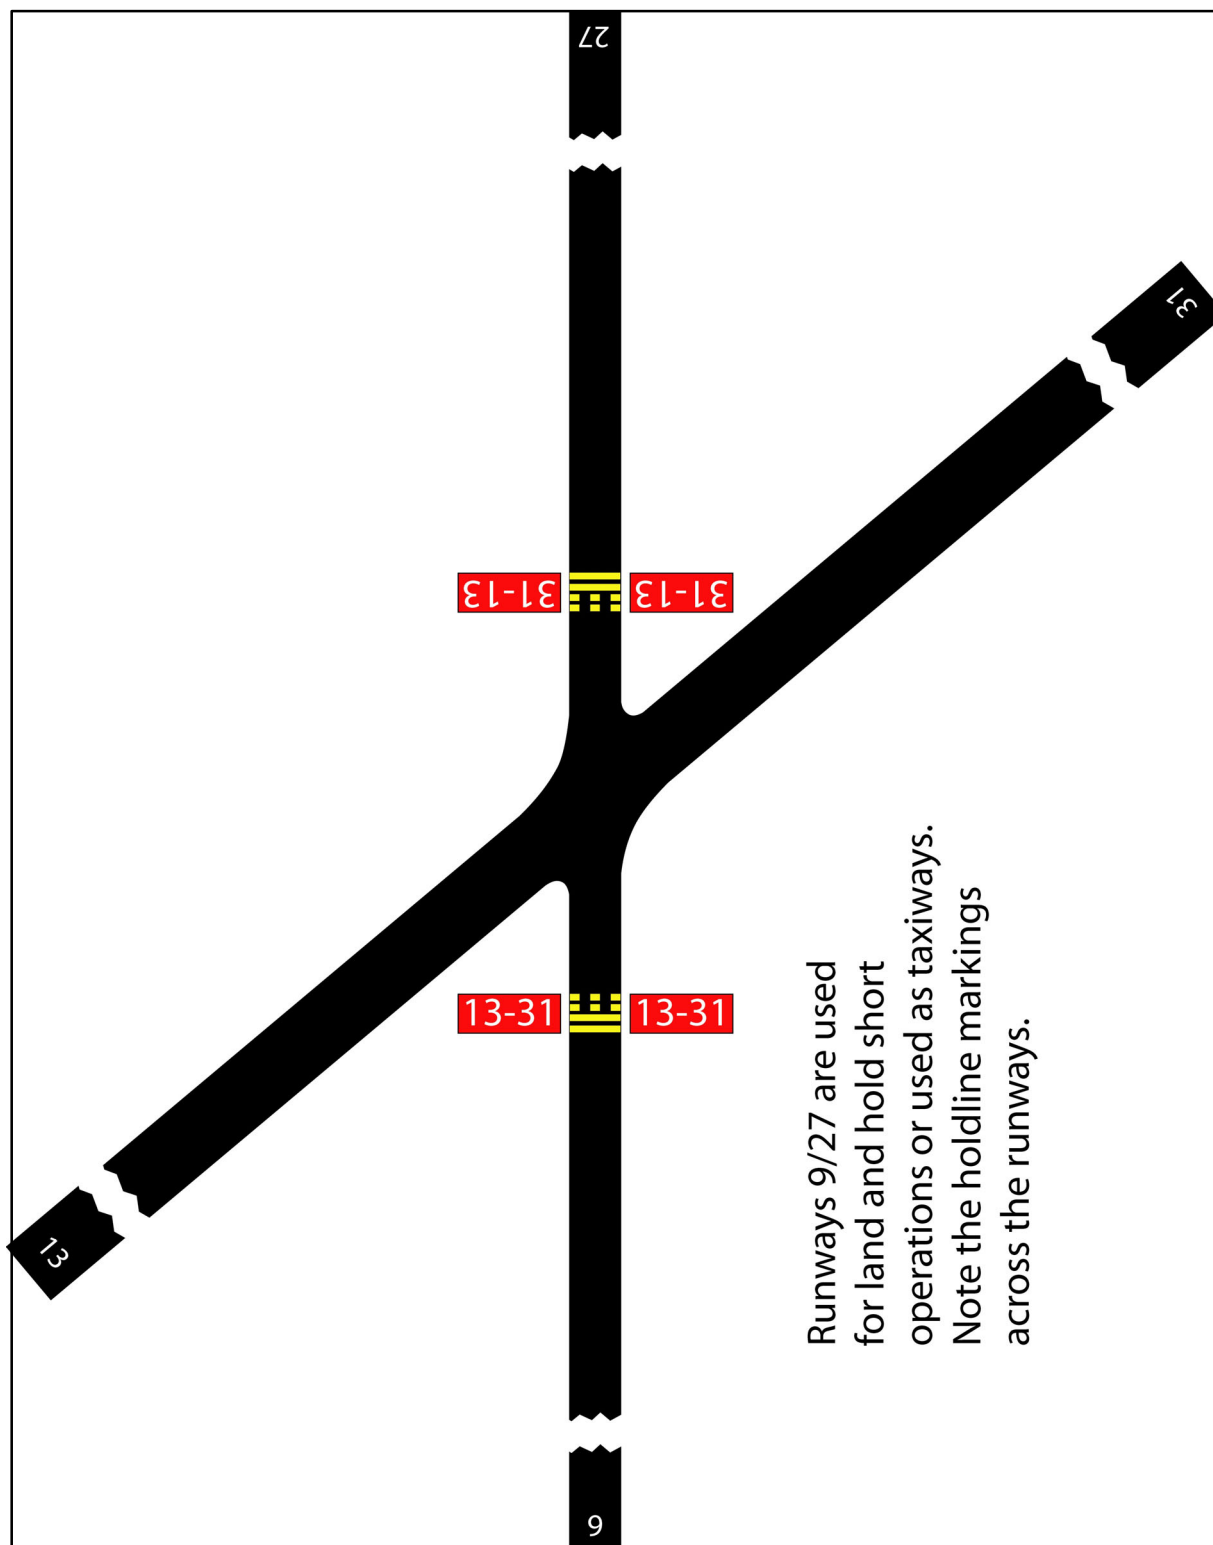 27
31
31-13
31-13
13-31
13-31
13
9
Runways 9/27 are used
for land and hold short
operations or used as taxiways.
Note the holdline markings
across the runways.